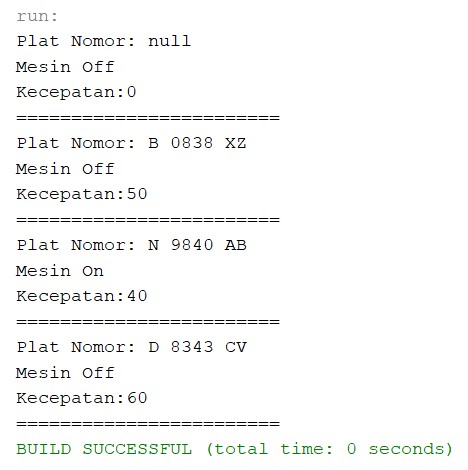 run:
Plat Nomor: null
Mesin Off
Kecepatan:0
========================
Plat Nomor: B 0838 XZ
Mesin Off
Kecepatan:50
========================
Plat Nomor: N 9840 AB
Mesin On
Kecepatan:40
========================
Plat Nomor: D 8343 CV
Mesin Off
Kecepatan:60
========================
BUILD SUCCESSFUL (total time: 0 seconds)